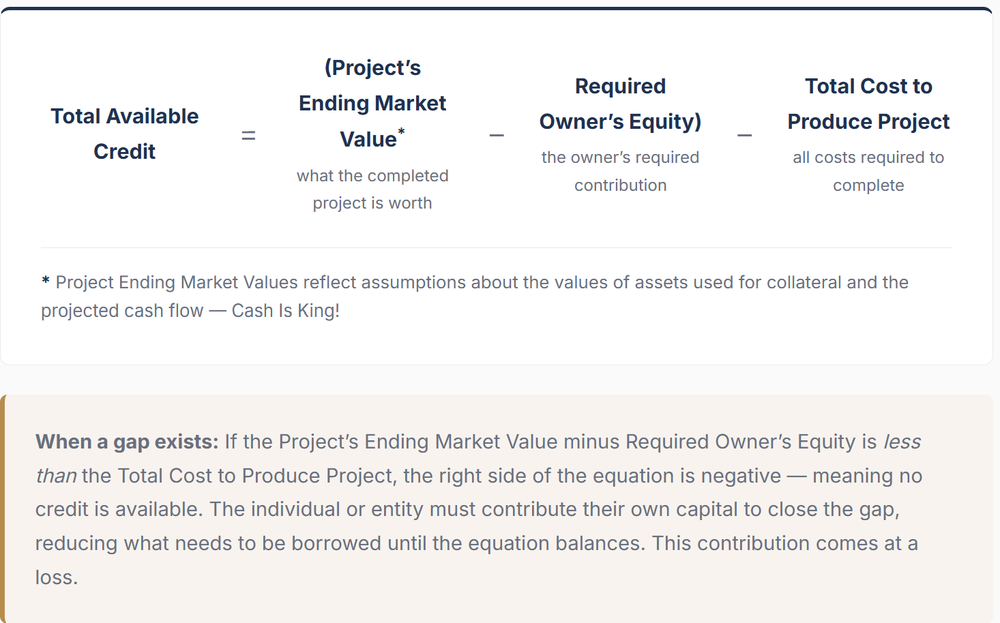 Total Available
Credit
=
(Project’s
Ending Market
Value*
what the completed
project is worth
–
Required
Owner’s Equity)
the owner’s required
contribution
–
Total Cost to
Produce Project
all costs required to
complete
* Project Ending Market Values reflect assumptions about the values of assets used for collateral and the
projected cash flow — Cash Is King!
When a gap exists: If the Project’s Ending Market Value minus Required Owner’s Equity is less
than the Total Cost to Produce Project, the right side of the equation is negative — meaning no
credit is available. The individual or entity must contribute their own capital to close the gap,
reducing what needs to be borrowed until the equation balances. This contribution comes at a
loss.